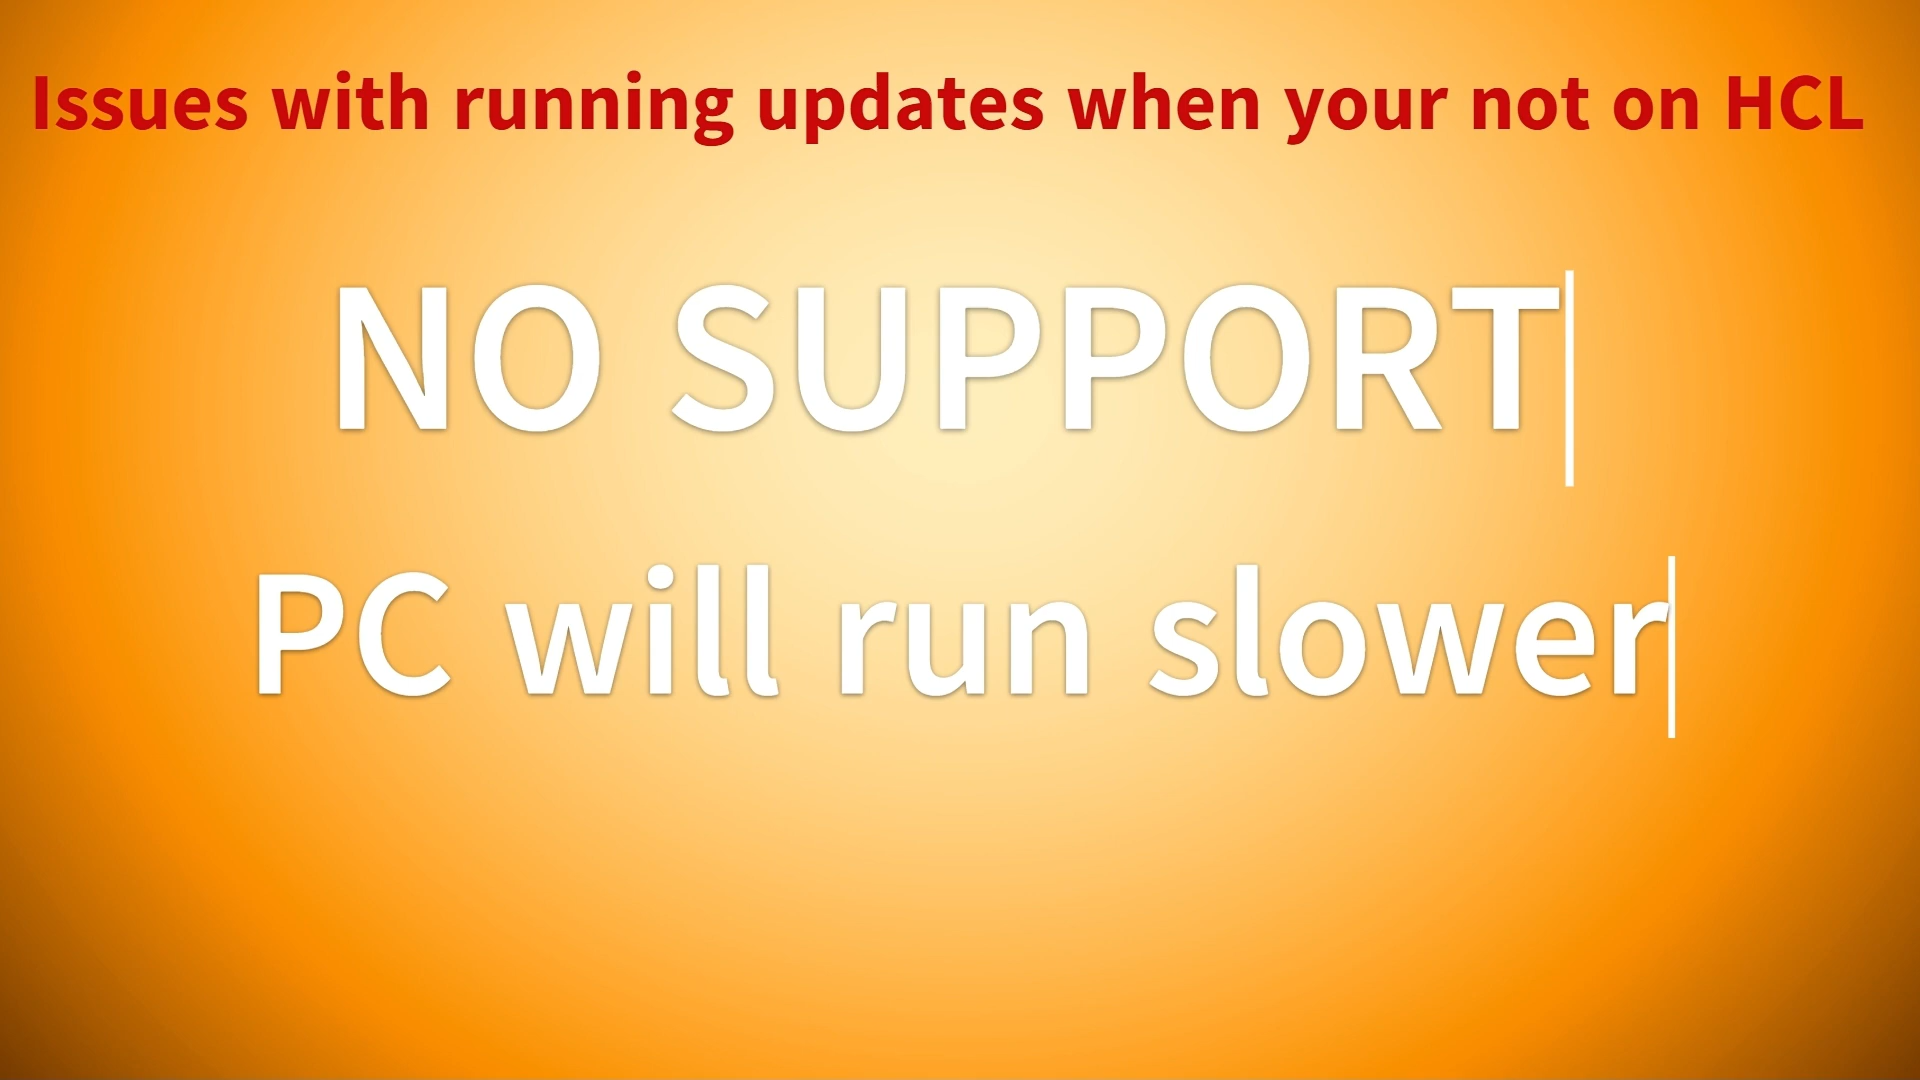 Issues with running updates when your not on HCL
NO SUPPORT
PC will run slower